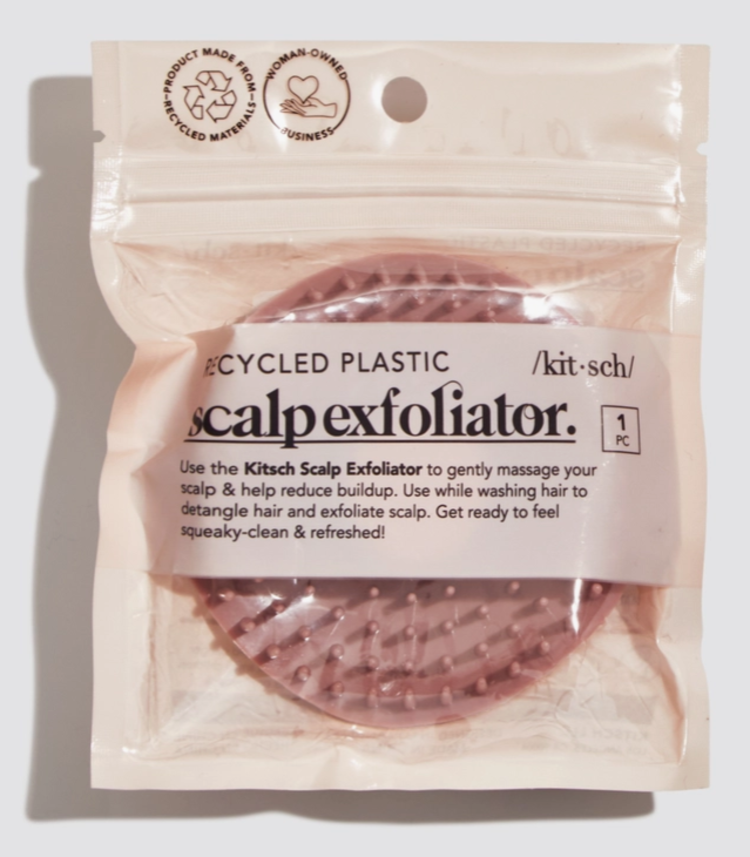 PRODUCT MADE FROM
RECYCLED MATERIALS
WOMAN-OWNED
BUSINESS
RECYCLED PLASTIC
/kit·sch/
scalp exfoliator.
1
PC
Use the Kitsch Scalp Exfoliator to gently massage your
scalp & help reduce buildup. Use while washing hair to
detangle hair and exfoliate scalp. Get ready to feel
squeaky-clean & refreshed!